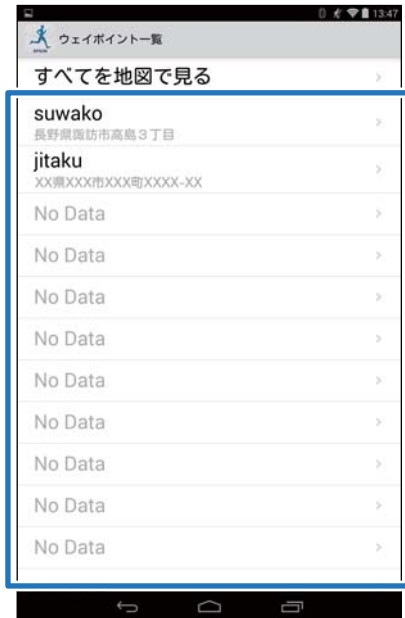 13:47
ウェイポイント一覧
すべてを地図で見る
suwako
長野県諏訪市高島3丁目
jitaku
XX県XXX市XXX町XXXX-XX
No Data
No Data
No Data
No Data
No Data
No Data
No Data
No Data
No Data